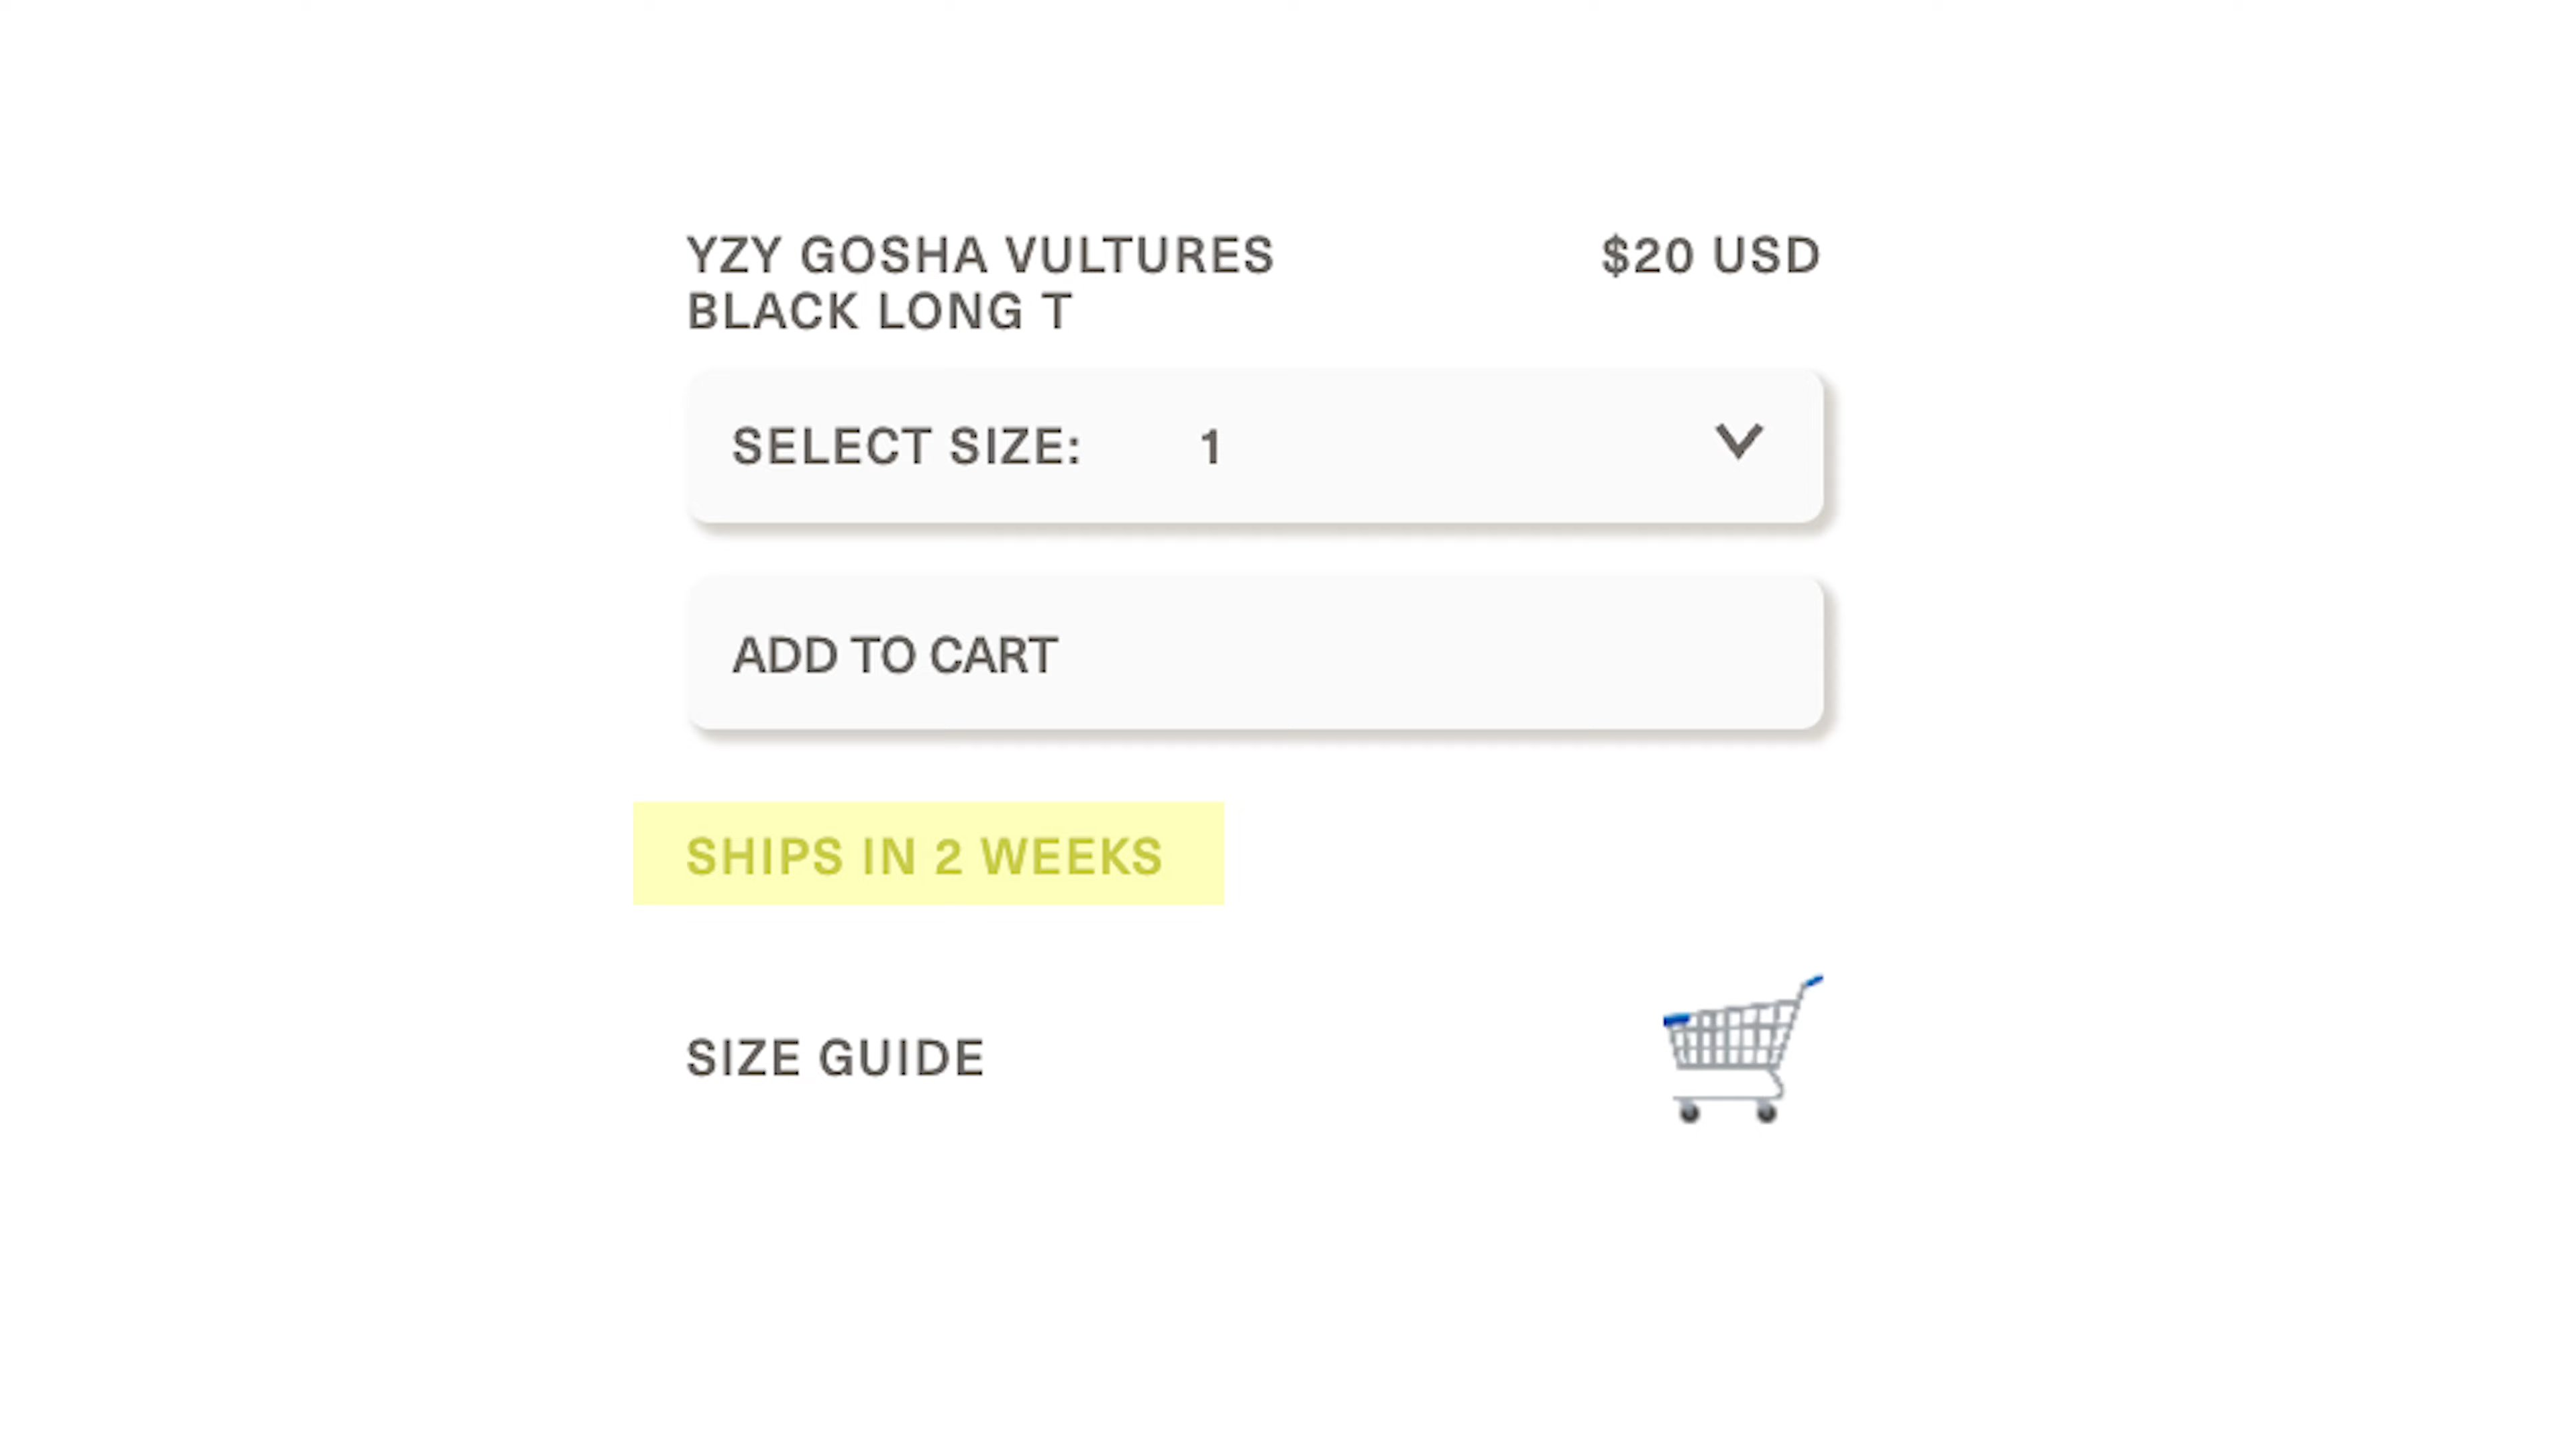 YZY GOSHA VULTURES
BLACK LONG T
$20 USD
SELECT SIZE: 1
ADD TO CART
SHIPS IN 2 WEEKS
SIZE GUIDE